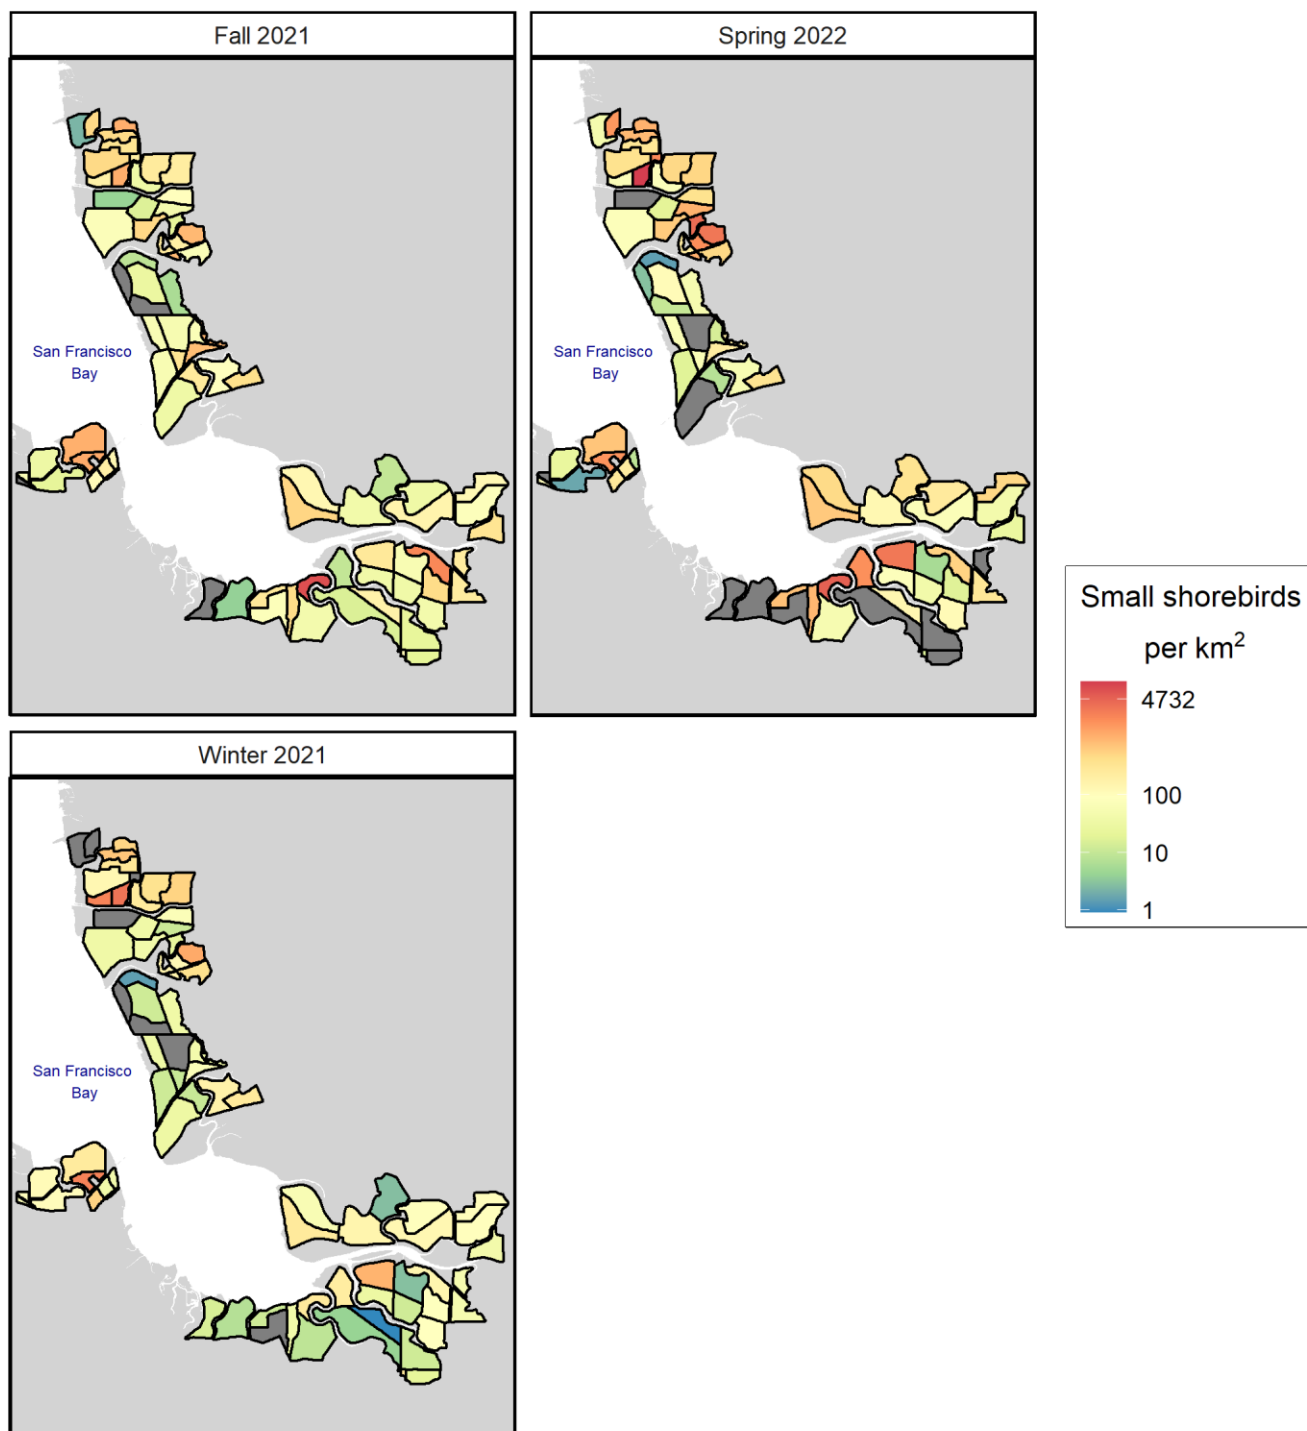 Fall 2021
Spring 2022
San Francisco
Bay
San Francisco
Bay
Small shorebirds
per km²
4732
100
10
1
Winter 2021
San Francisco
Bay